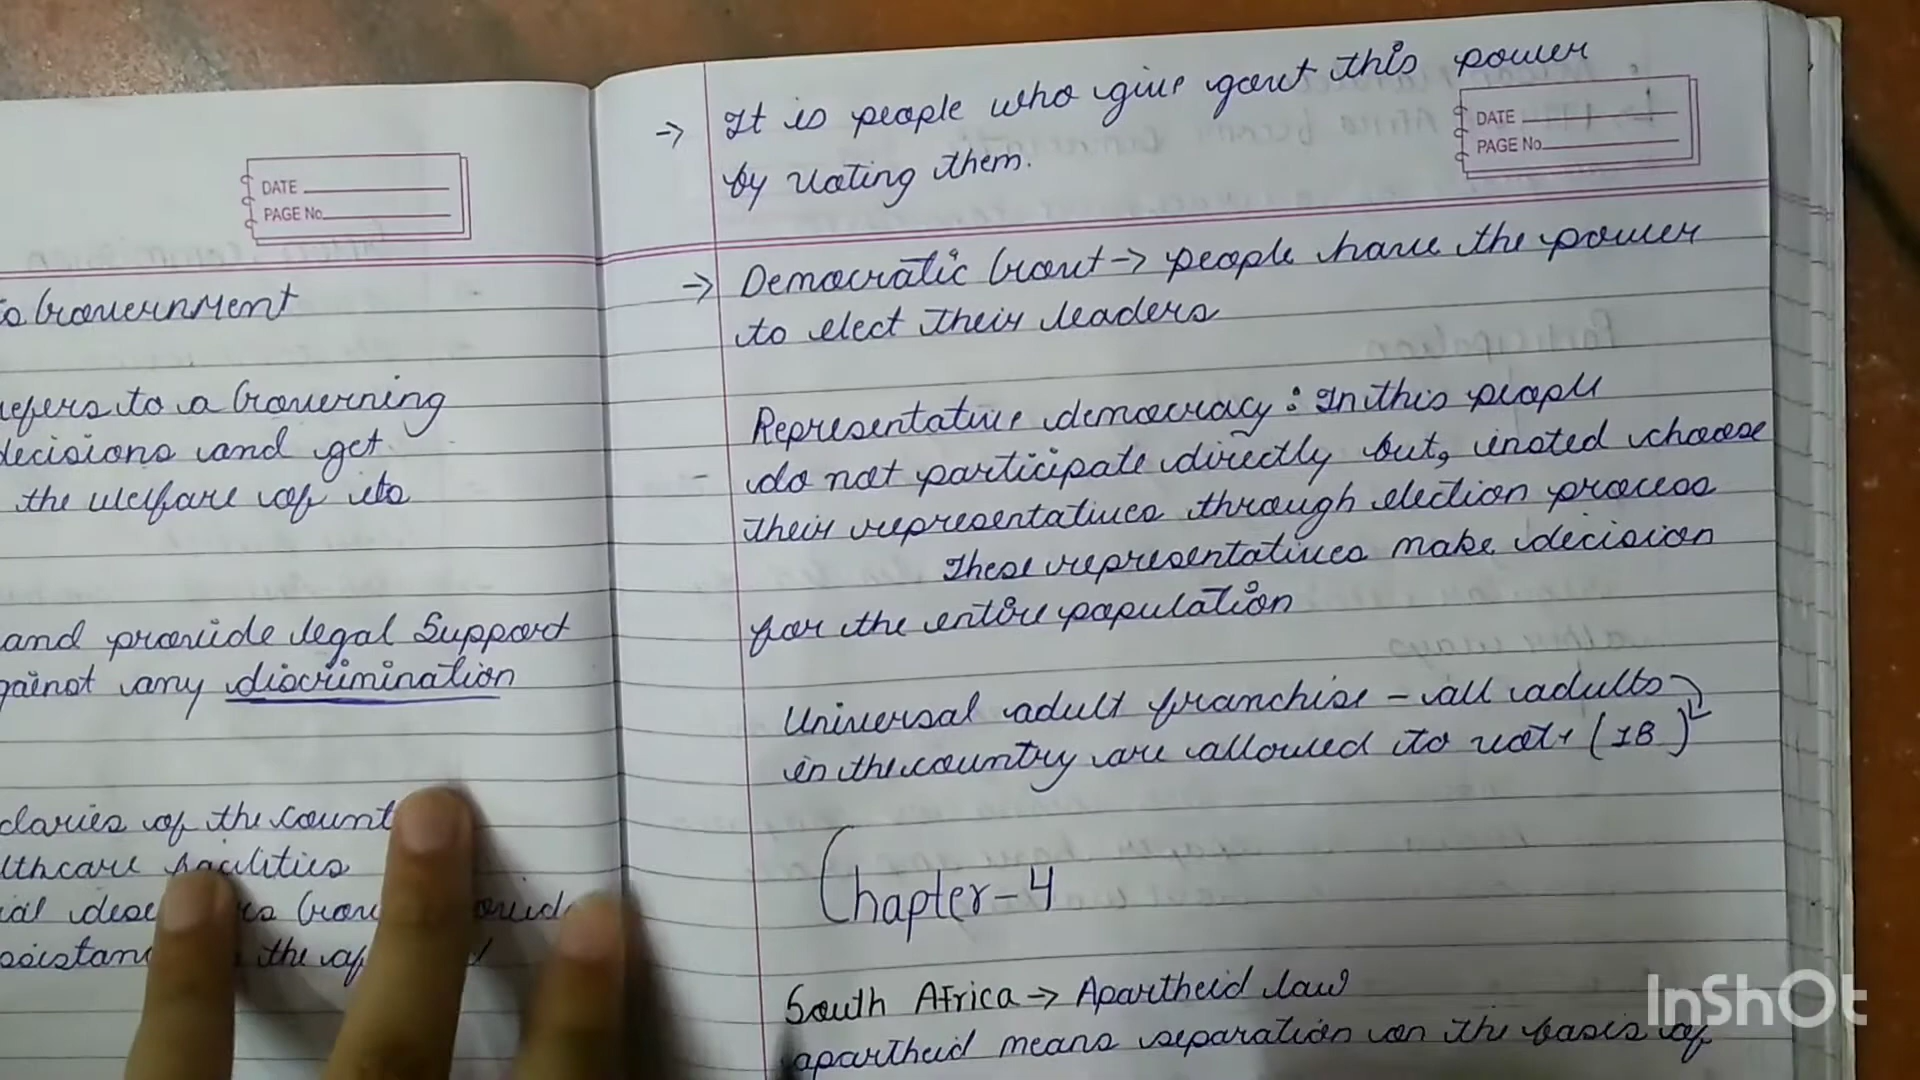 DATE
PAGE No.
o Government
refers to a Governing
decisions and get
the welfare of its
and provide legal Support
against any discrimination
daries of the count
lthcare facilities
the
→ It is people who give govt this power
by voting them.
DATE
PAGE No.
→ Democratic Govt → people have the power
to elect their leaders
Representative democracy : In this people
- do not participate directly but, insted choose
their representatives through election process
These representatives make decision
for the entire population
Universal adult franchise - all adults
in the country are allowed to vote (18)
Chapter-4
South Africa → Apartheid law
apartheid means separation on the basis of
InShOt